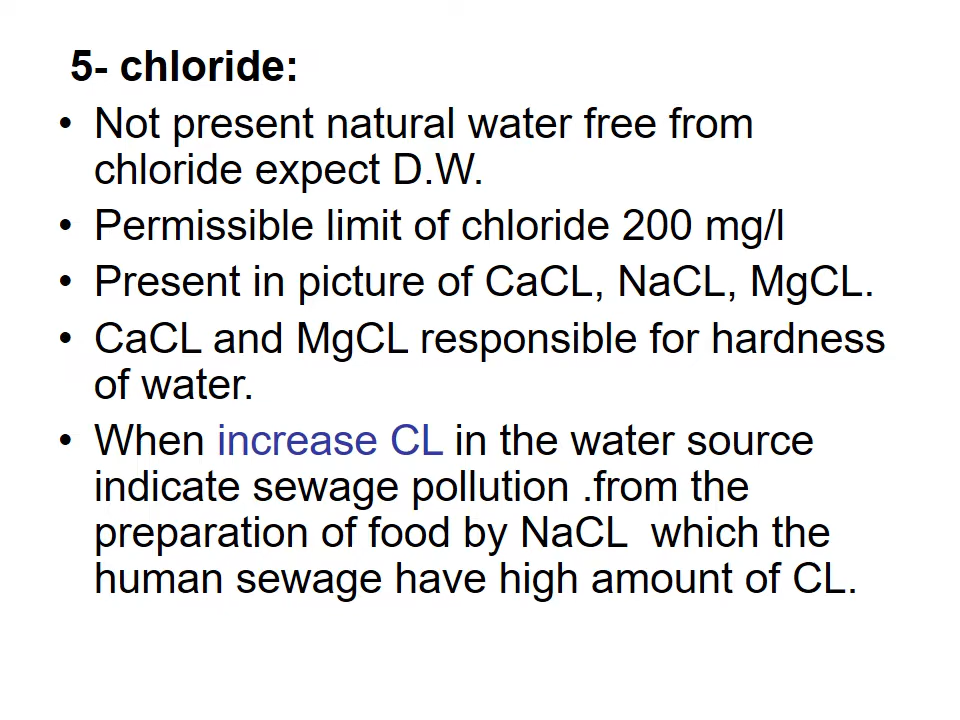 5- chloride:
• Not present natural water free from
chloride expect D.W.
• Permissible limit of chloride 200 mg/l
• Present in picture of CaCL, NaCL, MgCL.
• CaCL and MgCL responsible for hardness
of water.
• When increase CL in the water source
indicate sewage pollution .from the
preparation of food by NaCL  which the
human sewage have high amount of CL.